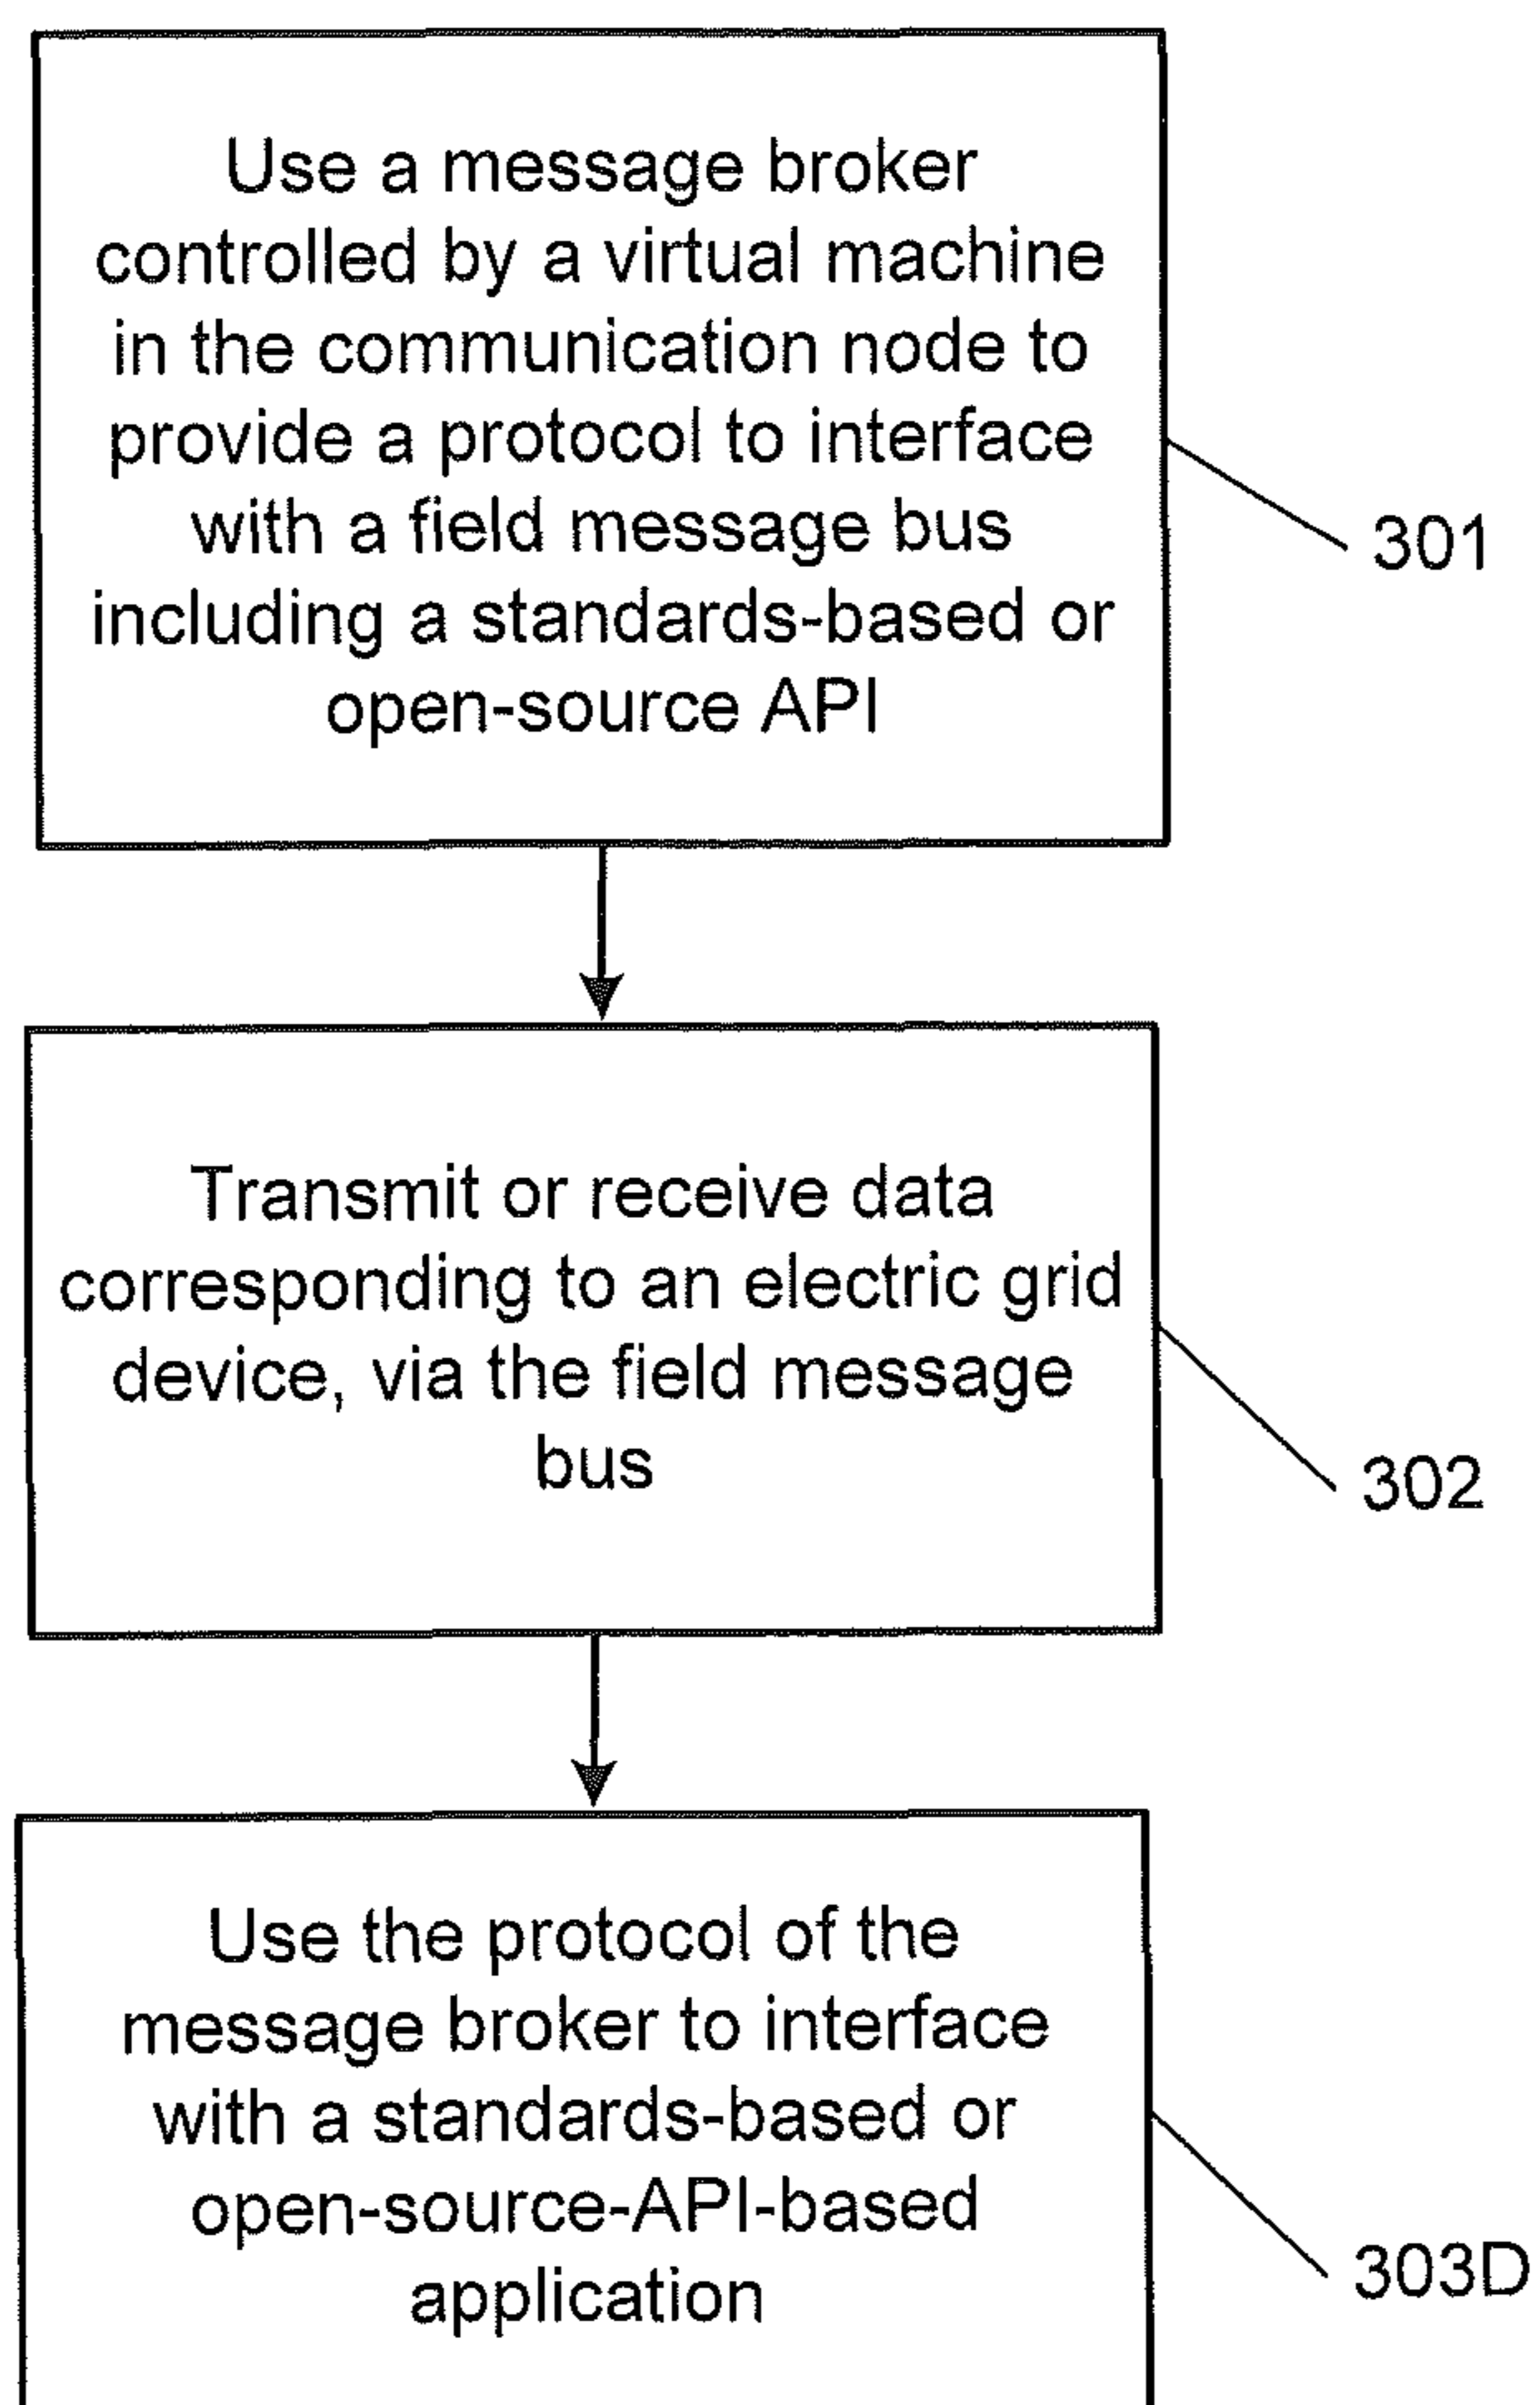 Use a message broker
controlled by a virtual machine
in the communication node to
provide a protocol to interface
with a field message bus
including a standards-based or
open-source API
301
Transmit or receive data
corresponding to an electric grid
device, via the field message
bus
302
Use the protocol of the
message broker to interface
with a standards-based or
open-source-API-based
application
303D